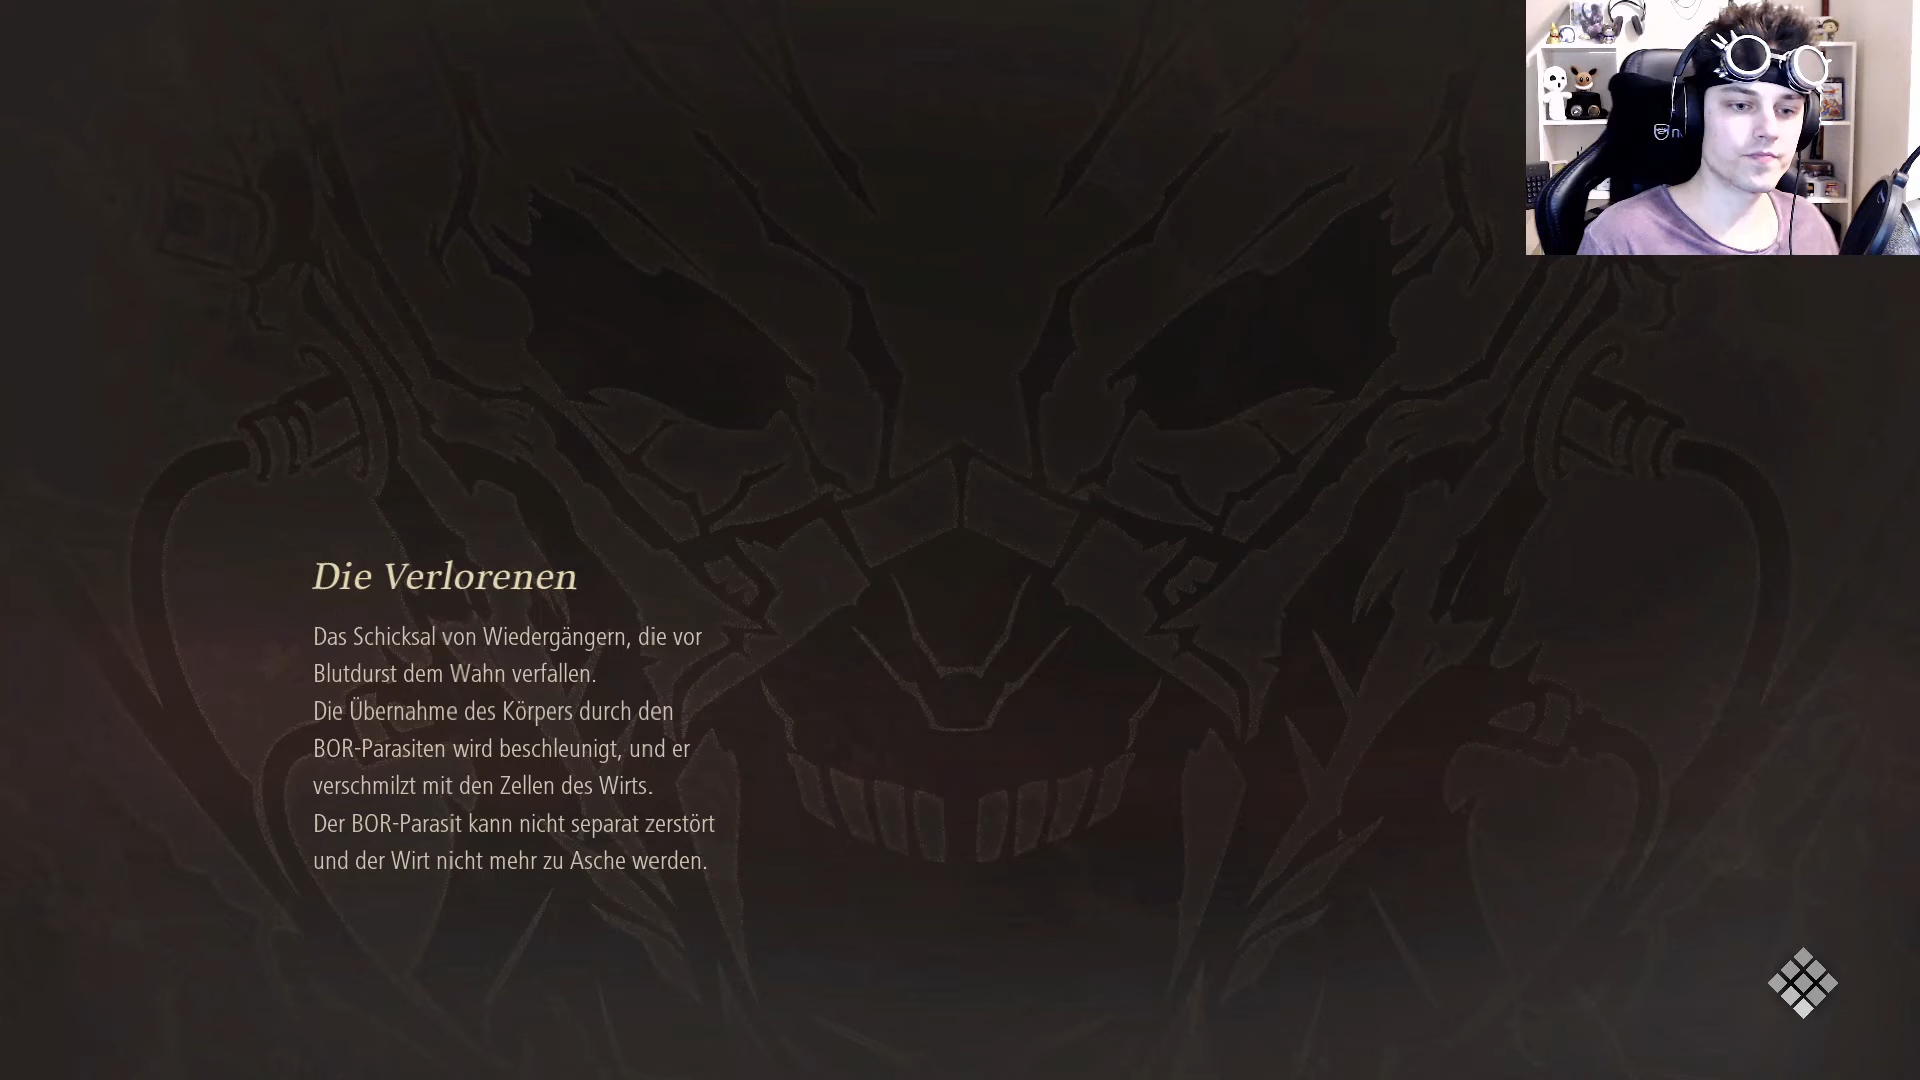 Die Verlorenen
Das Schicksal von Wiedergängern, die vor
Blutdurst dem Wahn verfallen.
Die Übernahme des Körpers durch den
BOR-Parasiten wird beschleunigt, und er
verschmilzt mit den Zellen des Wirts.
Der BOR-Parasit kann nicht separat zerstört
und der Wirt nicht mehr zu Asche werden.